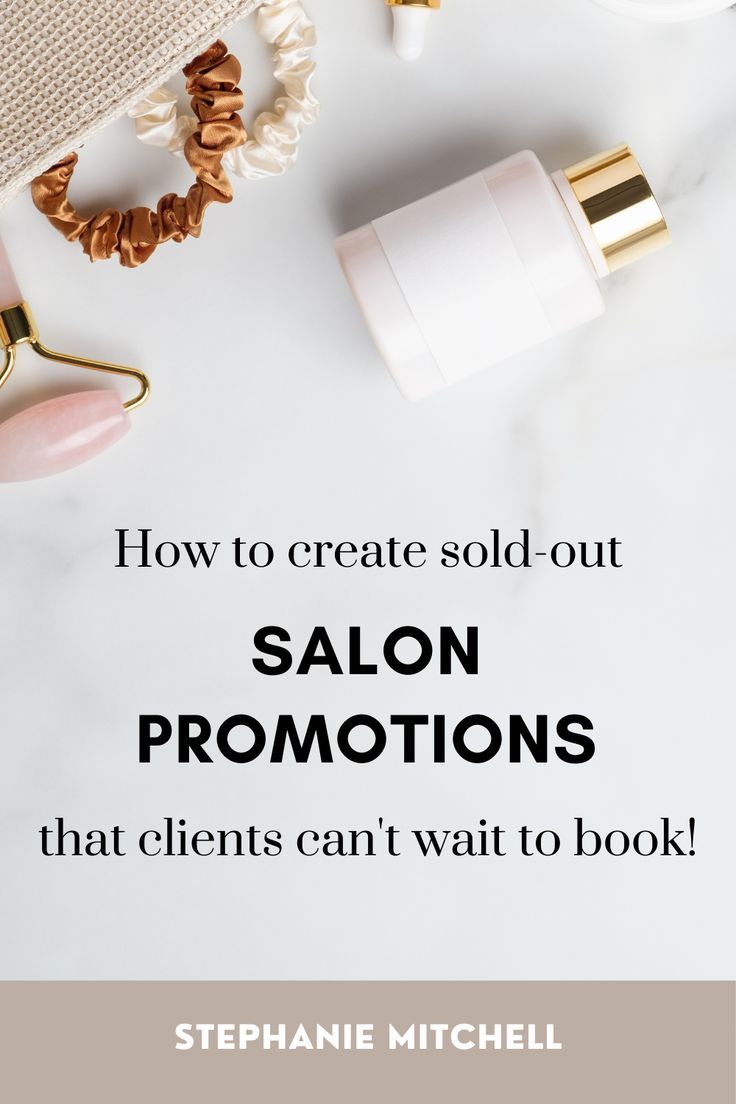 How to create sold-out
SALON
PROMOTIONS
that clients can't wait to book!
STEPHANIE MITCHELL